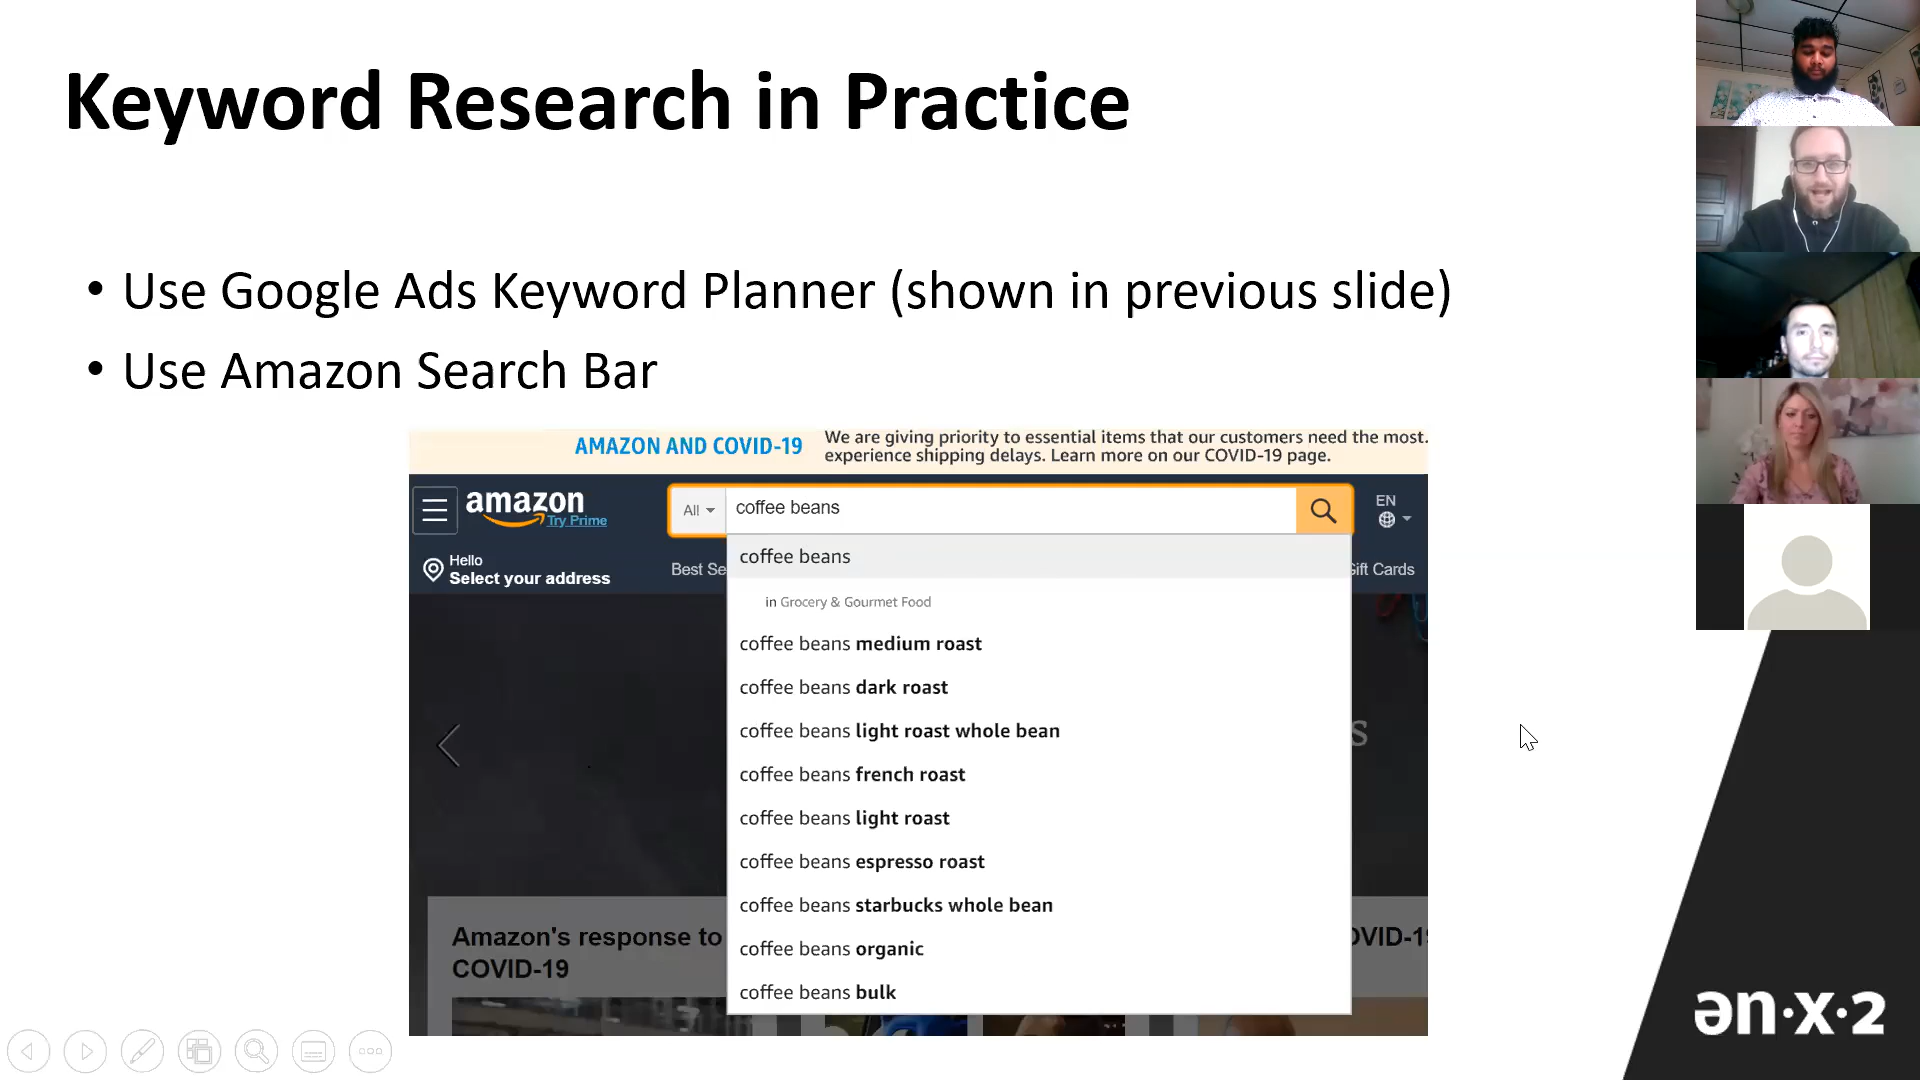 Keyword Research in Practice
• Use Google Ads Keyword Planner (shown in previous slide)
• Use Amazon Search Bar
AMAZON AND COVID-19
We are giving priority to essential items that our customers need the most.
experience shipping delays. Learn more on our COVID-19 page.
amazon
Try Prime
All
coffee beans
EN
Hello
Select your address
Best Se
Gift Cards
coffee beans
in Grocery & Gourmet Food
coffee beans medium roast
coffee beans dark roast
coffee beans light roast whole bean
coffee beans french roast
coffee beans light roast
coffee beans espresso roast
coffee beans starbucks whole bean
coffee beans organic
coffee beans bulk
s
Amazon's response to
COVID-19
OVID-19
ən·x·2